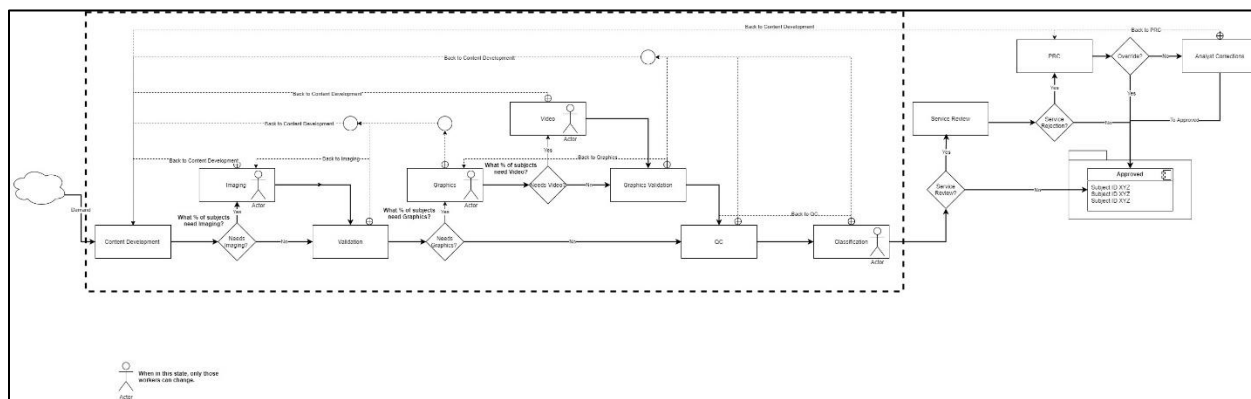 Back to Content Development
Back to PRC
PRC
Override?
No
Analyst Corrections
Back to Content Development
Yes
Yes
To Approved
Back to Content Development
Video
Actor
Service Review
Service Rejection?
No
Back to Content Development
Yes
Back to Content Development
Back to Imaging
Back to Graphics
Yes
Imaging
Actor
Graphics
Actor
What % of subjects
need Video?
Needs Video?
No
Graphics Validation
Service
Review?
No
Approved
Subject ID XYZ
Subject ID XYZ
Subject ID XYZ
Demand
What % of subjects
need Imaging?
Yes
What % of subjects
need Graphics?
Yes
Back to QC
Content Development
Needs
Imaging?
No
Validation
Needs
Graphics?
No
QC
Classification
Actor
When in this state, only those
workers can change.
Actor